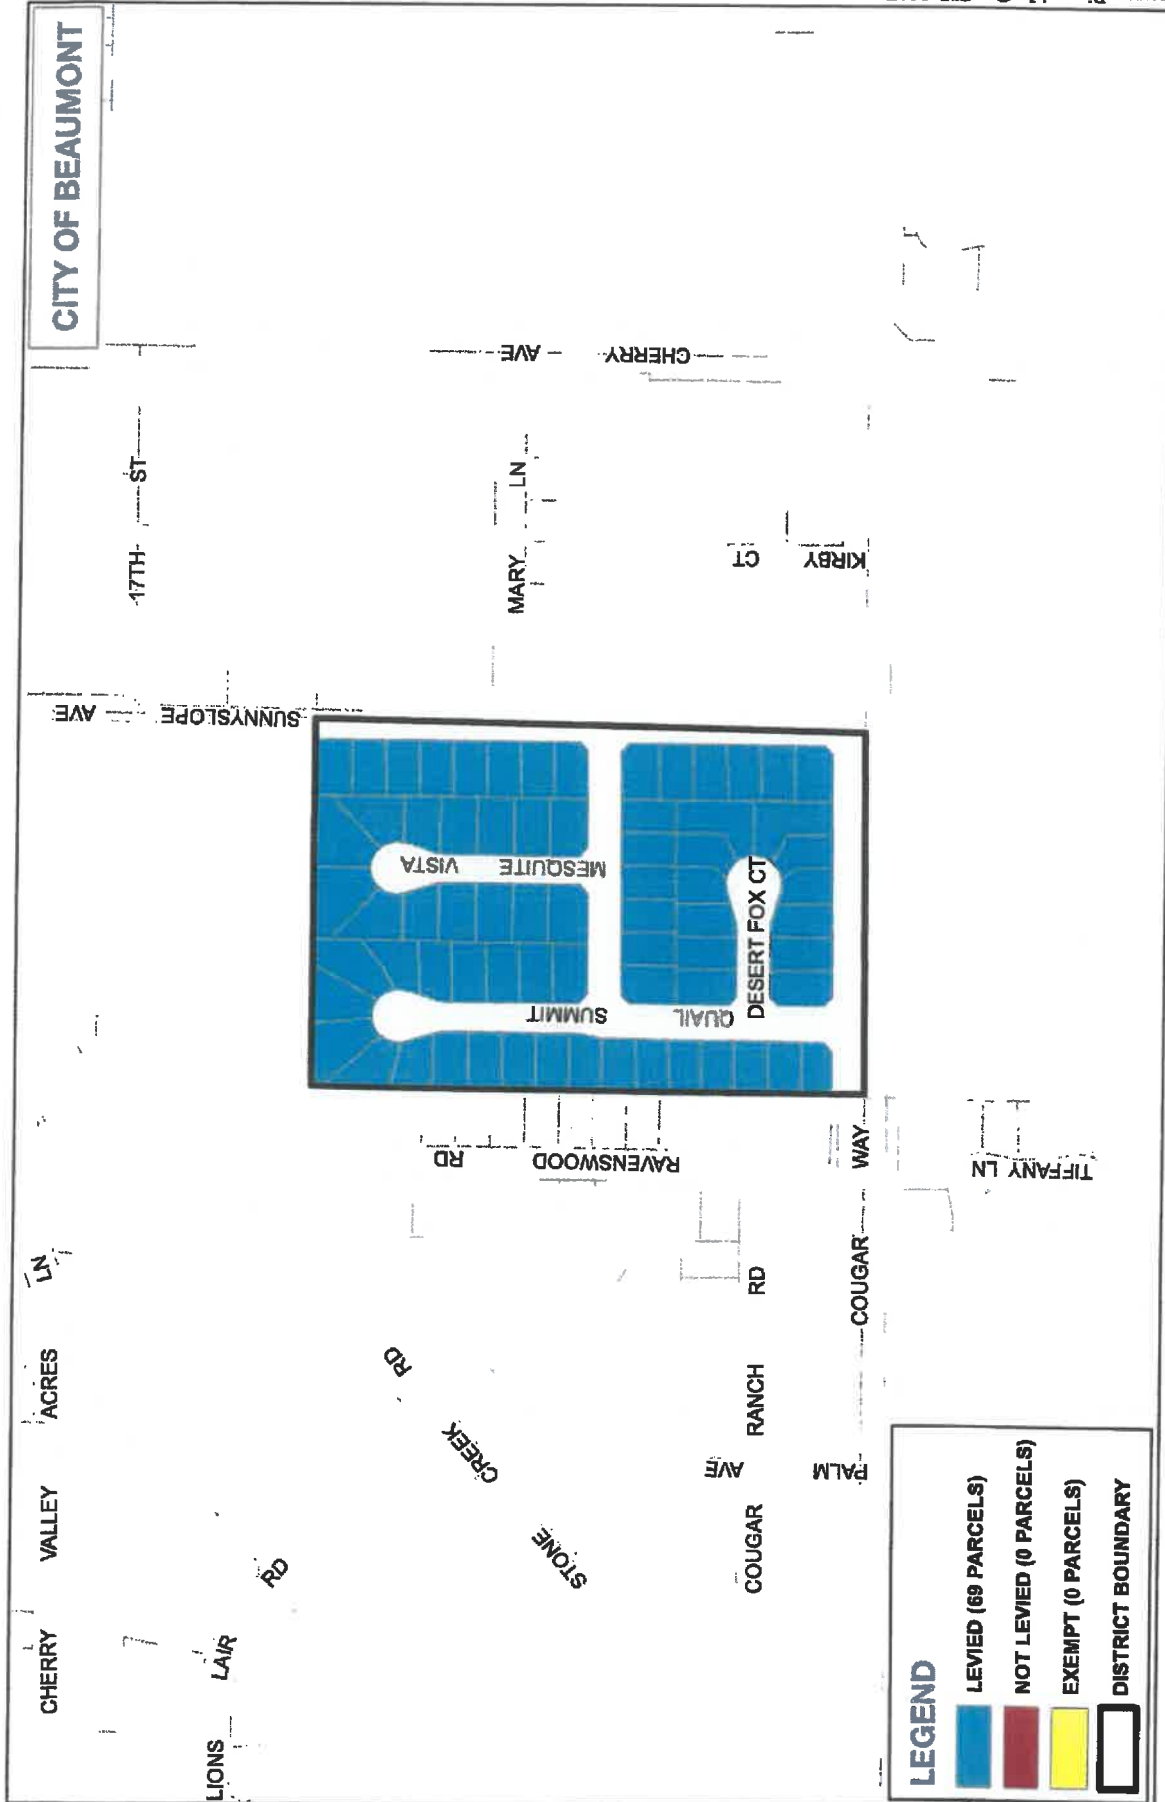 CITY OF BEAUMONT
CHERRY VALLEY ACRES LN
LIONS LAIR RD
17TH ST
SUNNYSLOPE AVE
CHERRY AVE
MARY LN
KIRBY CT
MESQUITE VISTA
QUAIL SUMMIT
DESERT FOX CT
RAVENSWOOD RD
STONE CREEK RD
COUGAR RANCH RD
PALM AVE
COUGAR WAY
TIFFANY LN
LEGEND
LEVIED (69 PARCELS)
NOT LEVIED (0 PARCELS)
EXEMPT (0 PARCELS)
DISTRICT BOUNDARY